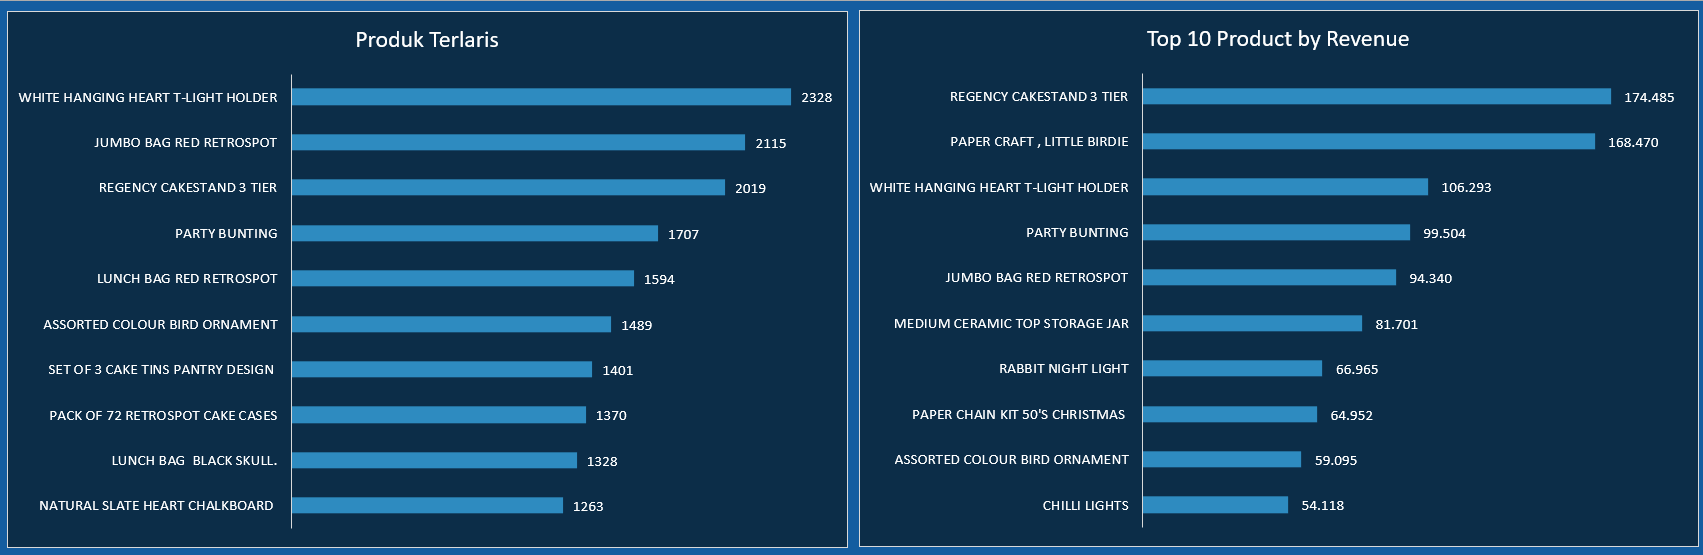 Produk Terlaris
WHITE HANGING HEART T-LIGHT HOLDER 2328
JUMBO BAG RED RETROSPOT 2115
REGENCY CAKESTAND 3 TIER 2019
PARTY BUNTING 1707
LUNCH BAG RED RETROSPOT 1594
ASSORTED COLOUR BIRD ORNAMENT 1489
SET OF 3 CAKE TINS PANTRY DESIGN 1401
PACK OF 72 RETROSPOT CAKE CASES 1370
LUNCH BAG  BLACK SKULL. 1328
NATURAL SLATE HEART CHALKBOARD 1263
Top 10 Product by Revenue
REGENCY CAKESTAND 3 TIER 174.485
PAPER CRAFT , LITTLE BIRDIE 168.470
WHITE HANGING HEART T-LIGHT HOLDER 106.293
PARTY BUNTING 99.504
JUMBO BAG RED RETROSPOT 94.340
MEDIUM CERAMIC TOP STORAGE JAR 81.701
RABBIT NIGHT LIGHT 66.965
PAPER CHAIN KIT 50'S CHRISTMAS 64.952
ASSORTED COLOUR BIRD ORNAMENT 59.095
CHILLI LIGHTS 54.118